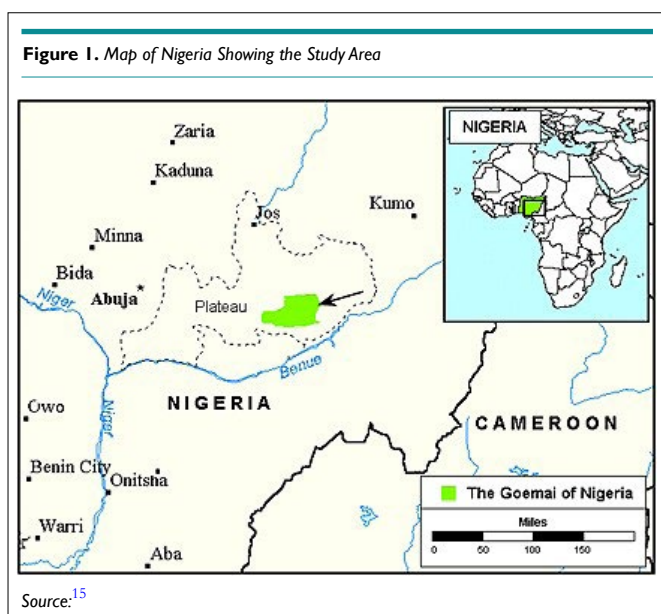 Figure 1. Map of Nigeria Showing the Study Area
NIGERIA
Zaria
Kaduna
Jos
Kumo
Minna
Bida
Abuja
Plateau
Niger
Benue
NIGERIA
CAMEROON
Owo
Niger
Benin City
Onitsha
Warri
Aba
The Goemai of Nigeria
Miles
0 50 100 150
Source:15